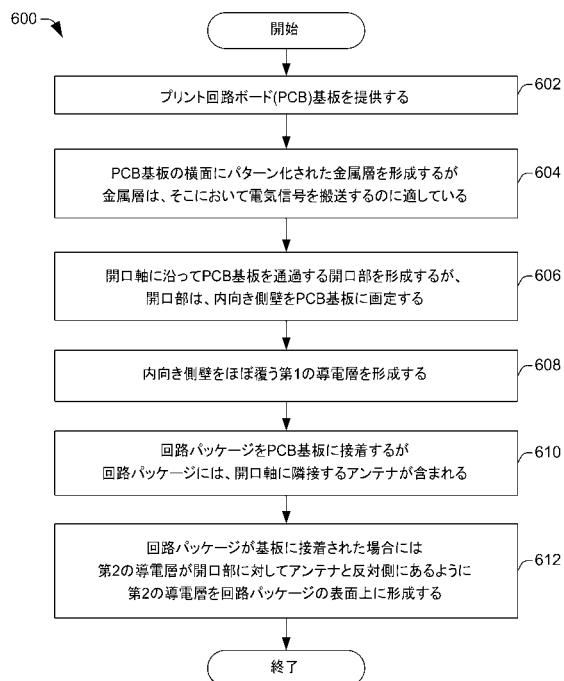 600
開始
プリント回路ボード(PCB)基板を提供する
602
PCB基板の横面にパターン化された金属層を形成するが
金属層は、そこにおいて電気信号を搬送するのに適している
604
開口軸に沿ってPCB基板を通過する開口部を形成するが、
開口部は、内向き側壁をPCB基板に画定する
606
内向き側壁をほぼ覆う第1の導電層を形成する
608
回路パッケージをPCB基板に接着するが
回路パッケージには、開口軸に隣接するアンテナが含まれる
610
回路パッケージが基板に接着された場合には
第2の導電層が開口部に対してアンテナと反対側にあるように
第2の導電層を回路パッケージの表面上に形成する
612
終了